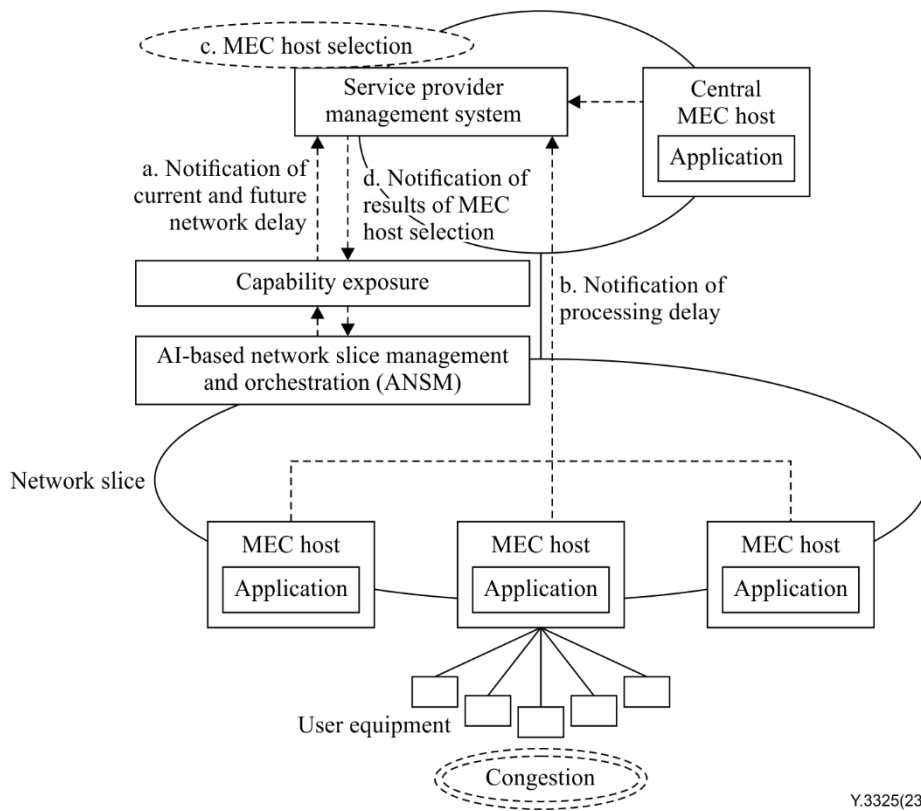 c. MEC host selection
Service provider
management system
Central
MEC host
Application
a. Notification of
current and future
network delay
d. Notification of
results of MEC
host selection
Capability exposure
b. Notification of
processing delay
AI-based network slice management
and orchestration (ANSM)
Network slice
MEC host
Application
MEC host
Application
MEC host
Application
User equipment
Congestion
Y.3325(23)